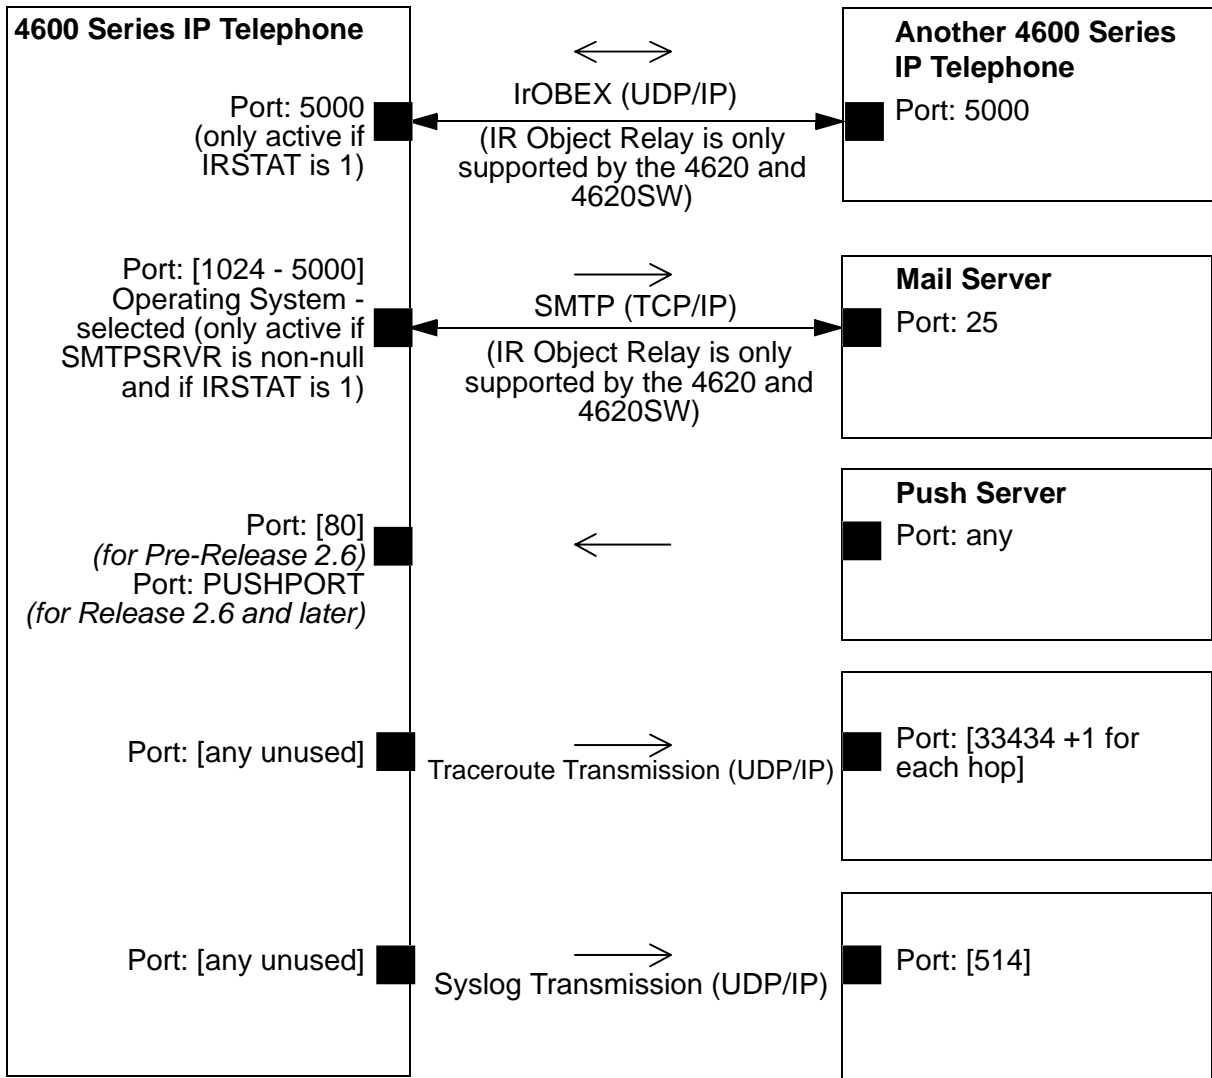 4600 Series IP Telephone
Port: 5000
(only active if
IRSTAT is 1)
IrOBEX (UDP/IP)
(IR Object Relay is only
supported by the 4620 and
4620SW)
Another 4600 Series
IP Telephone
Port: 5000
Port: [1024 - 5000]
Operating System -
selected (only active if
SMTPSRVR is non-null
and if IRSTAT is 1)
SMTP (TCP/IP)
(IR Object Relay is only
supported by the 4620 and
4620SW)
Mail Server
Port: 25
Port: [80]
(for Pre-Release 2.6)
Port: PUSHPORT
(for Release 2.6 and later)
Push Server
Port: any
Port: [any unused]
Traceroute Transmission (UDP/IP)
Port: [33434 +1 for
each hop]
Port: [any unused]
Syslog Transmission (UDP/IP)
Port: [514]